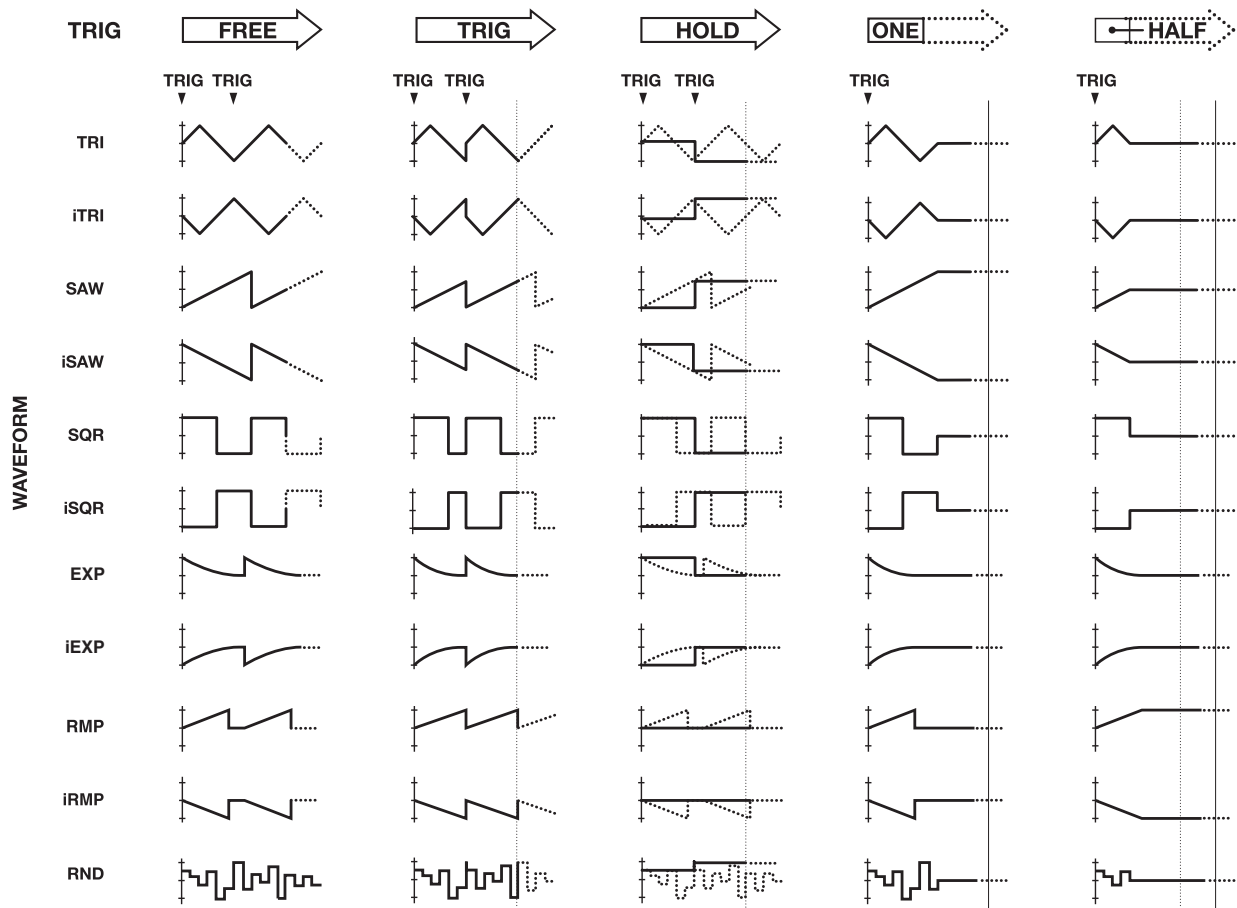 TRIG FREE TRIG HOLD ONE HALF
TRIG TRIG TRIG TRIG TRIG TRIG TRIG TRIG
WAVEFORM
TRI
iTRI
SAW
iSAW
SQR
iSQR
EXP
iEXP
RMP
iRMP
RND